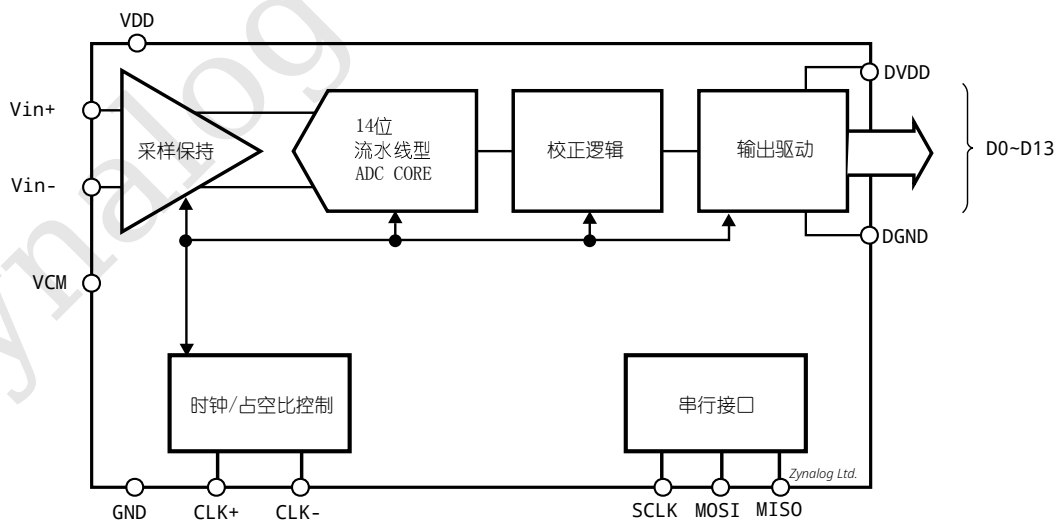 VDD
DVDD
Vin+
14位
流水线型
ADC CORE
采样保持
校正逻辑
输出驱动
D0~D13
Vin-
DGND
VCM
时钟/占空比控制
串行接口
Zynalog Ltd.
GND
CLK+
CLK-
SCLK
MOSI
MISO
ynalog